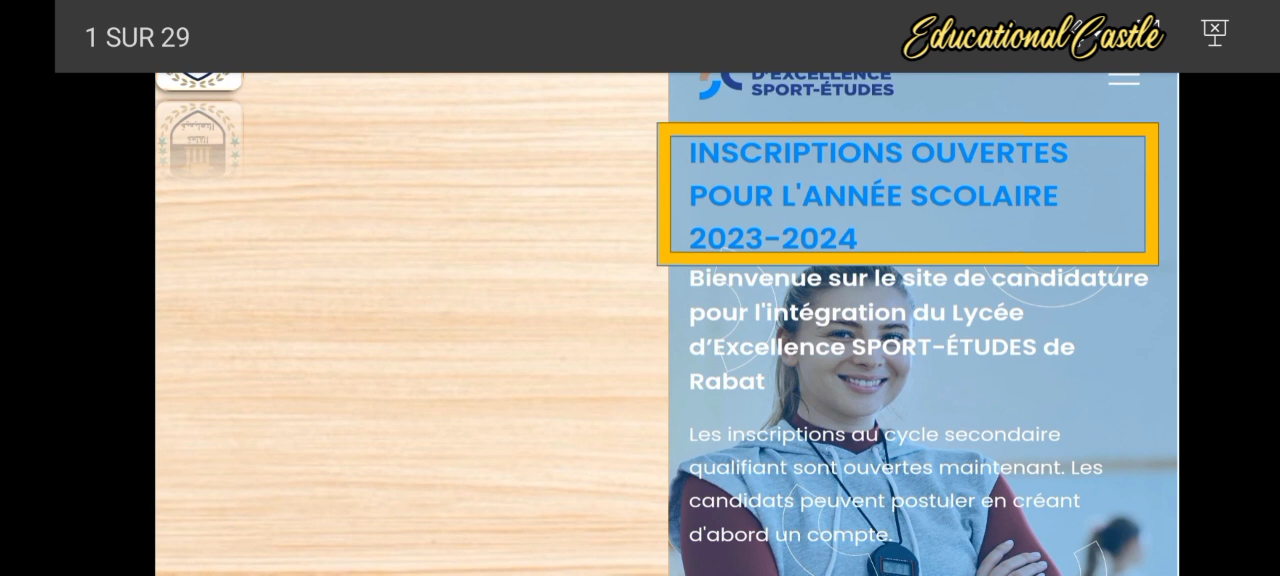 1 SUR 29
Educational Castle
D'EXCELLENCE
SPORT-ÉTUDES
INSCRIPTIONS OUVERTES
POUR L'ANNÉE SCOLAIRE
2023-2024
Bienvenue sur le site de candidature
pour l'intégration du Lycée
d’Excellence SPORT-ÉTUDES de
Rabat
Les inscriptions au cycle secondaire
qualifiant sont ouvertes maintenant. Les
candidats peuvent postuler en créant
d'abord un compte.